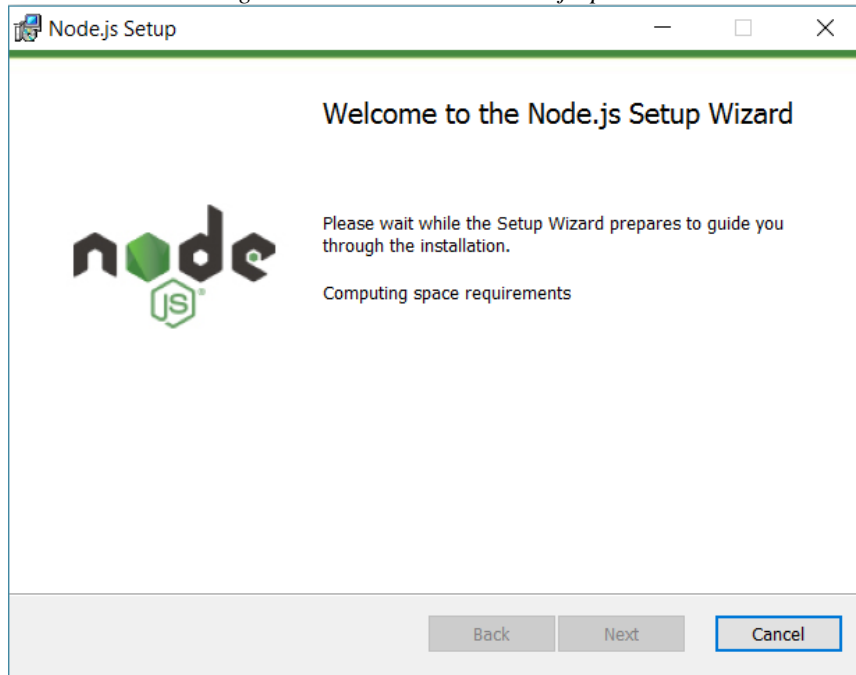 Node.js Setup
Welcome to the Node.js Setup Wizard
node
JS®
Please wait while the Setup Wizard prepares to guide you
through the installation.
Computing space requirements
Back Next Cancel